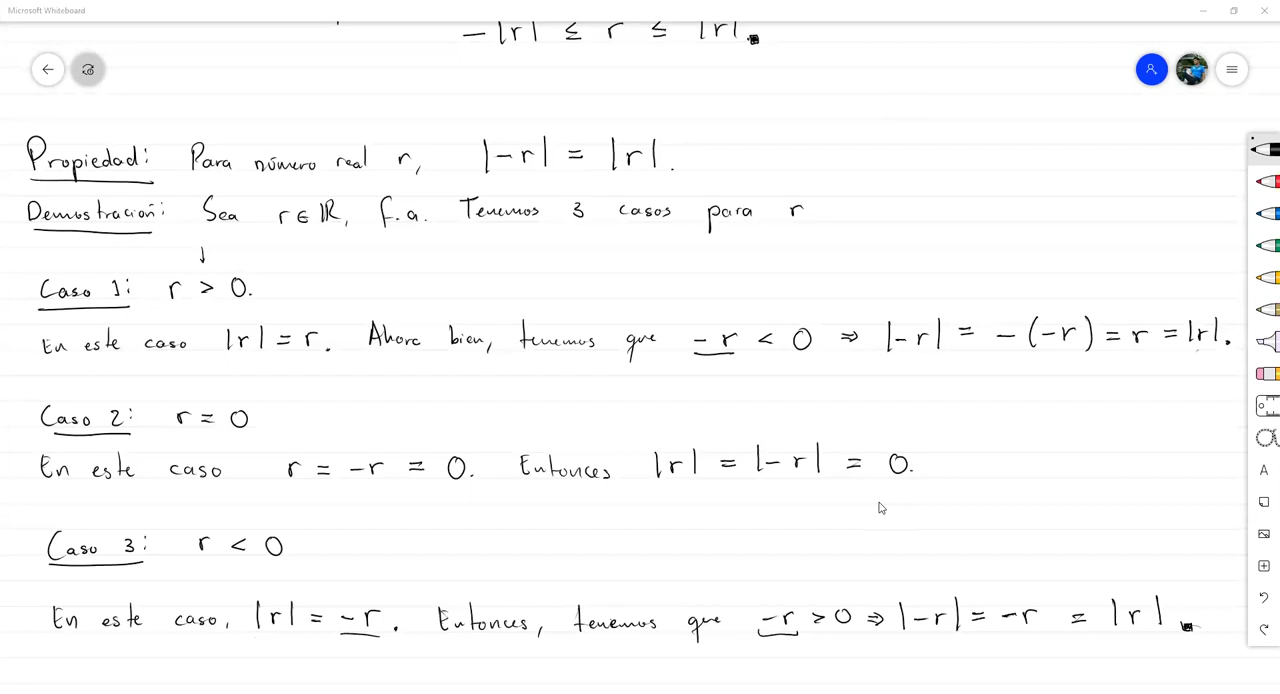 Microsoft Whiteboard
-|r| ≤ r ≤ |r|.
Propiedad: Para número real r, |-r| = |r|.
Demostración: Sea r ∈ ℝ, f.a. Tenemos 3 casos para r
↓
Caso 1: r > 0.
En este caso |r| = r. Ahora bien, tenemos que -r < 0 ⇒ |-r| = -(-r) = r = |r|.
Caso 2: r = 0
En este caso r = -r = 0. Entonces |r| = |-r| = 0.
Caso 3: r < 0
En este caso, |r| = -r. Entonces, tenemos que -r > 0 ⇒ |-r| = -r = |r|.